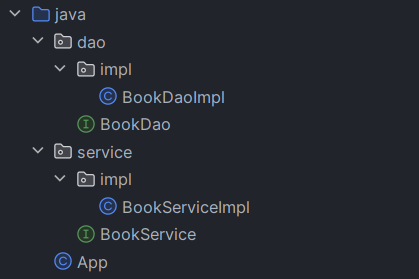 java
dao
impl
C BookDaoImpl
I BookDao
service
impl
C BookServiceImpl
I BookService
C App